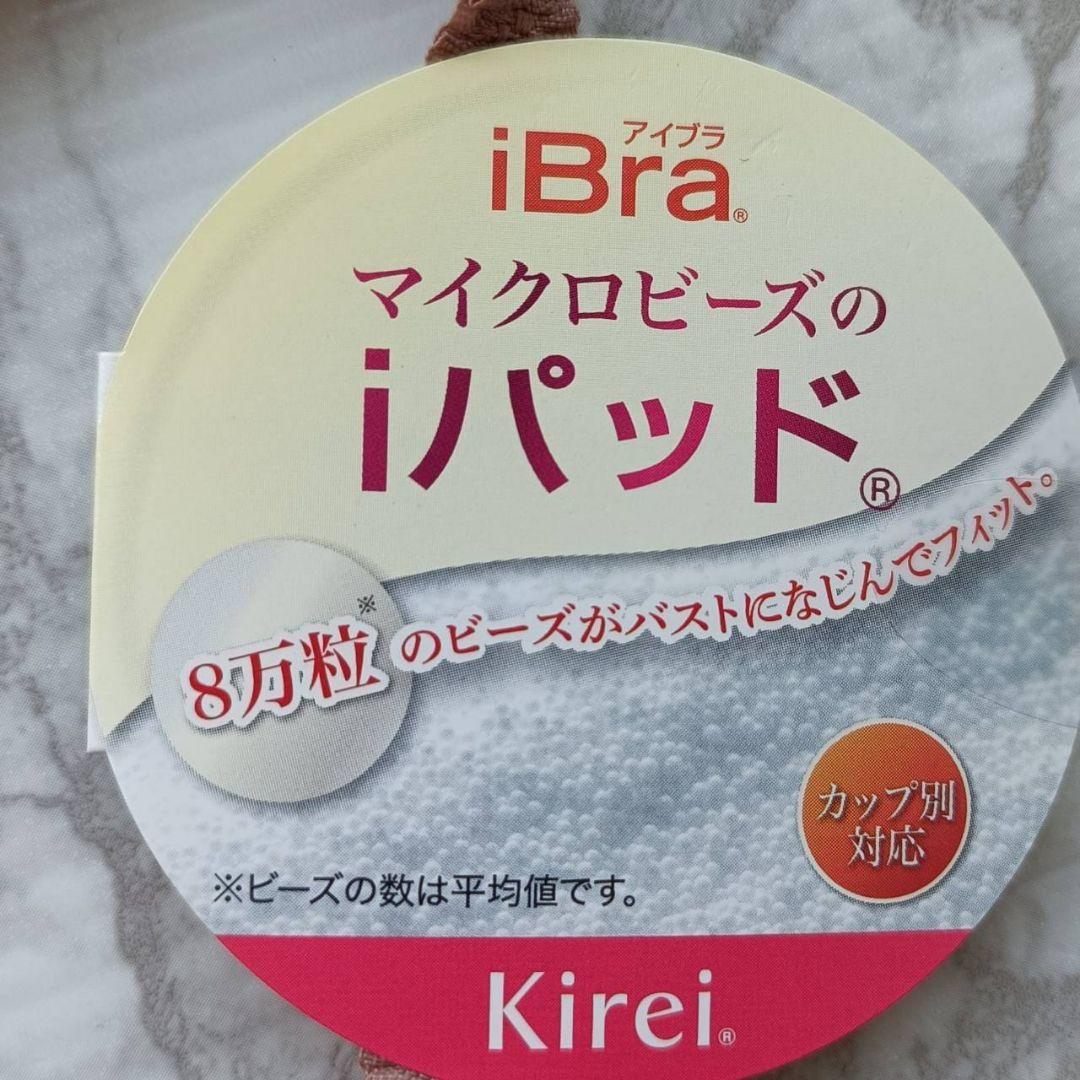 アイブラ
iBra®
マイクロビーズの
iパッド®
8万粒※のビーズがバストになじんでフィット。
カップ別
対応
※ビーズの数は平均値です。
Kirei®